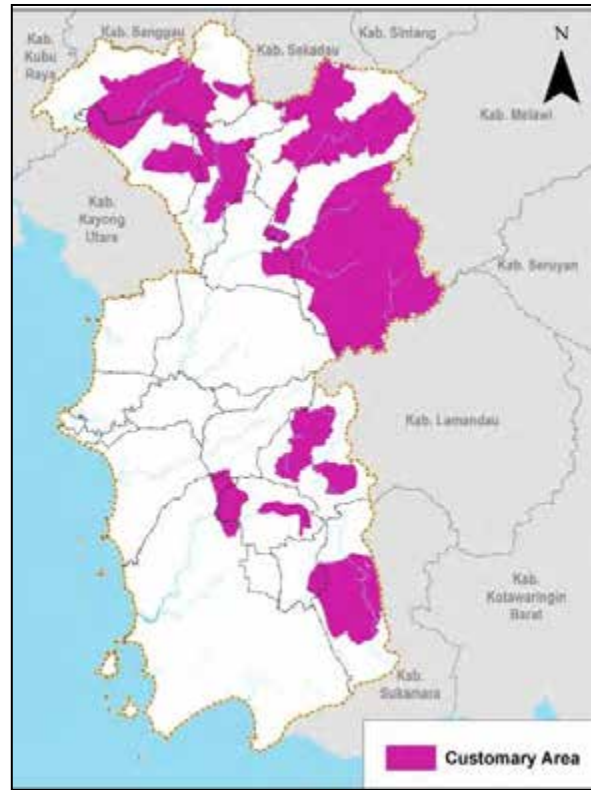 Kab. Sanggau
Kab.
Kubu
Raya
Kab. Sekadau
Kab. Sintang
N
Kab. Melawi
Kab.
Kayong
Utara
Kab. Seruyan
Kab. Lamandau
Kab.
Kotawaringin
Barat
Kab.
Sukamara
Customary Area